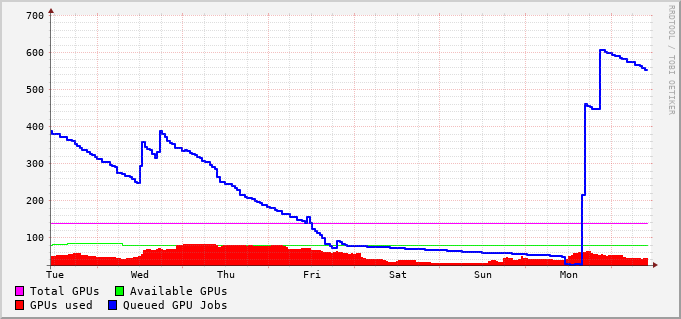 700
600
500
400
300
200
100
Tue Wed Thu Fri Sat Sun Mon
Total GPUs Available GPUs
GPUs used Queued GPU Jobs
RRDTOOL / TOBI OETIKER